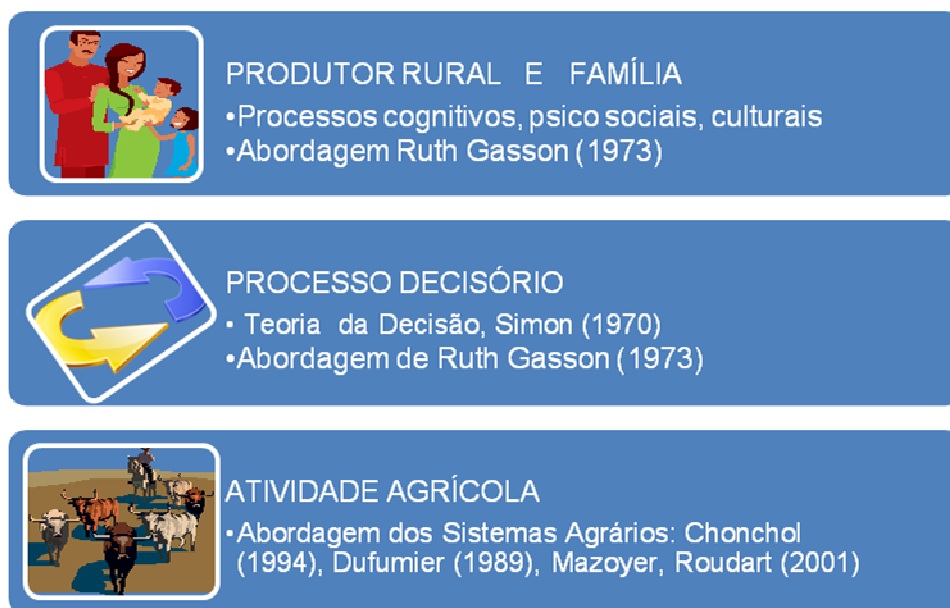 PRODUTOR RURAL E FAMÍLIA
•Processos cognitivos, psico sociais, culturais
•Abordagem Ruth Gasson (1973)
PROCESSO DECISÓRIO
• Teoria da Decisão, Simon (1970)
•Abordagem de Ruth Gasson (1973)
ATIVIDADE AGRÍCOLA
•Abordagem dos Sistemas Agrários: Chonchol
(1994), Dufumier (1989), Mazoyer, Roudart (2001)